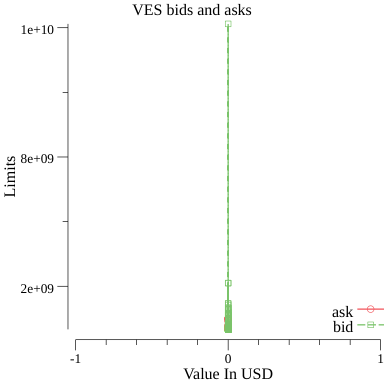 VES bids and asks
1e+10
8e+09
2e+09
Limits
-1
0
1
Value In USD
ask
bid